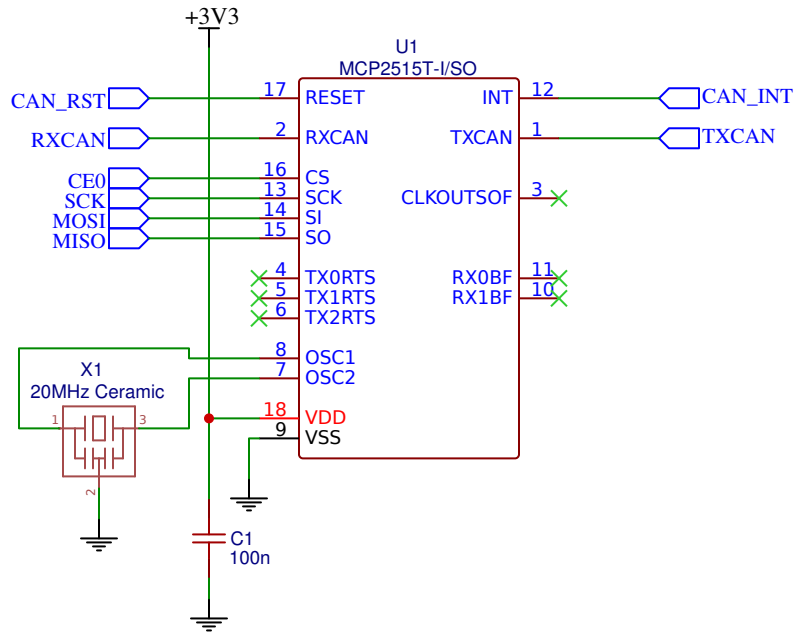 +3V3
U1
MCP2515T-I/SO
CAN_RST
17
RESET
INT
12
CAN_INT
RXCAN
2
RXCAN
TXCAN
1
TXCAN
CE0
16
CS
SCK
13
SCK
CLKOUTSOF
3
MOSI
14
SI
MISO
15
SO
4
TX0RTS
RX0BF
11
5
TX1RTS
RX1BF
10
6
TX2RTS
8
OSC1
7
OSC2
X1
20MHz Ceramic
1
3
2
18
VDD
9
VSS
C1
100n